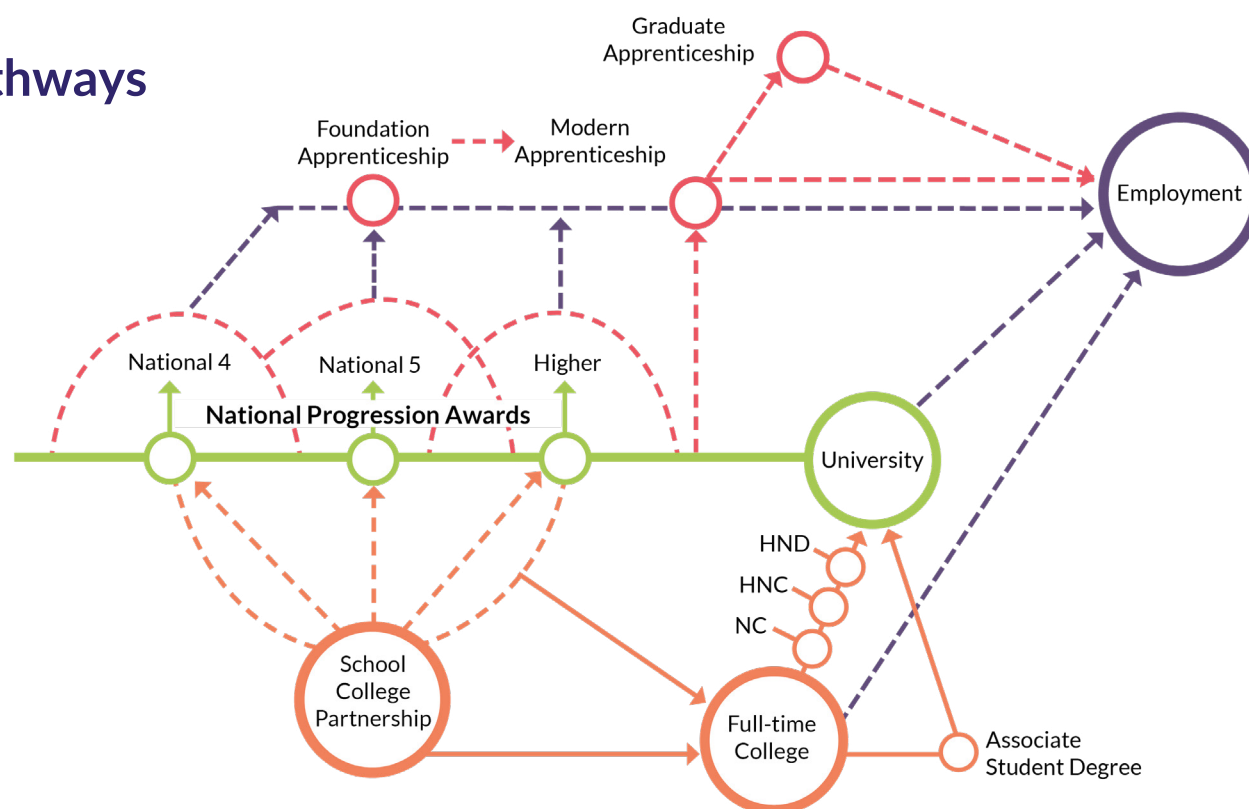 Graduate
Apprenticeship
Foundation
Apprenticeship
Modern
Apprenticeship
Employment
National 4
National 5
Higher
National Progression Awards
University
HND
HNC
NC
School
College
Partnership
Full-time
College
Associate
Student Degree